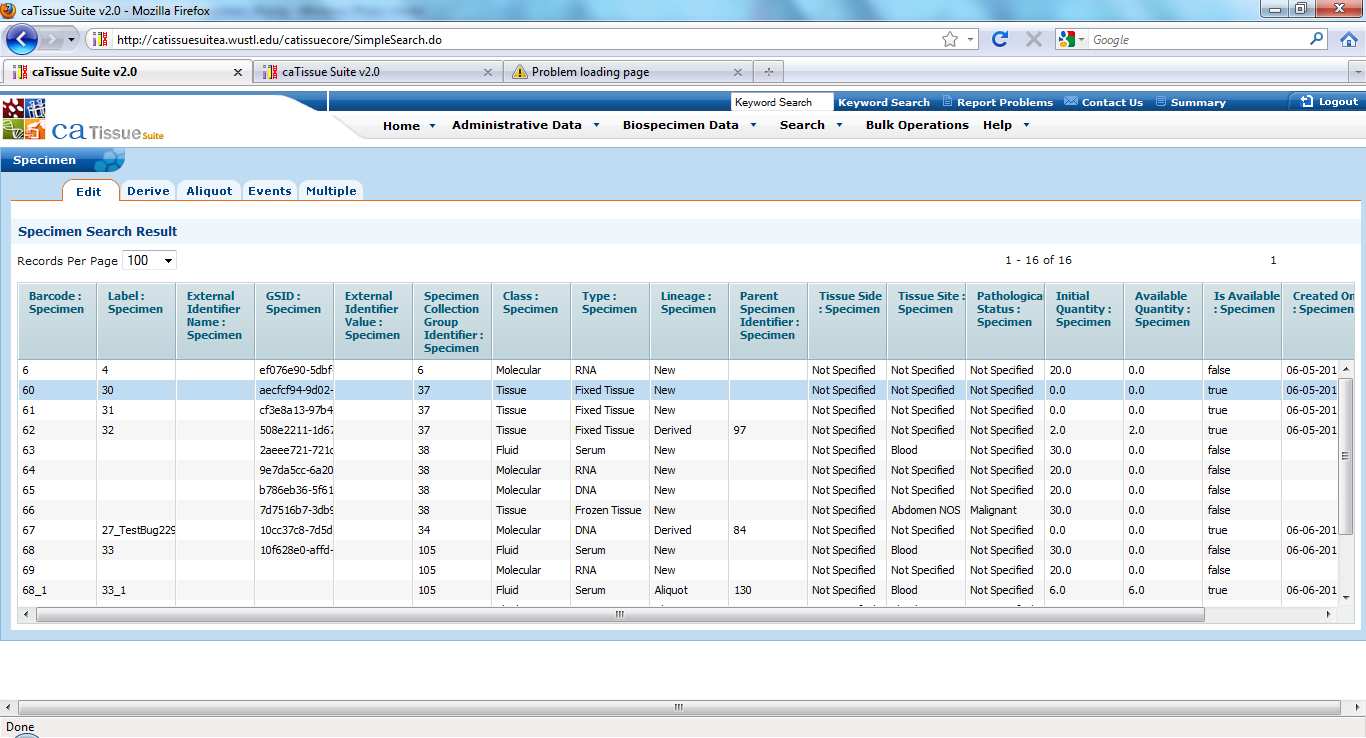 caTissue Suite v2.0 - Mozilla Firefox
http://catissuesuitea.wustl.edu/catissuecore/SimpleSearch.do Google
caTissue Suite v2.0 caTissue Suite v2.0 Problem loading page
Keyword Search Keyword Search Report Problems Contact Us Summary Logout
ca Tissue Suite
Home Administrative Data Biospecimen Data Search Bulk Operations Help
Specimen
Edit Derive Aliquot Events Multiple
Specimen Search Result
Records Per Page 100 1 - 16 of 16 1
Barcode : Label : External GSID : External Specimen Class : Type : Lineage : Parent Tissue Side Tissue Site : Pathologica Initial Available Is Available Created On
Specimen Specimen Identifier Specimen Identifier Collection Specimen Specimen Specimen Specimen : Specimen Specimen Status : Quantity : Quantity : : Specimen : Specimen
Name : Value : Group Identifier : Specimen Specimen Specimen
Specimen Specimen Identifier : Specimen
Specimen
6 4 ef076e90-5dbf 6 Molecular RNA New Not Specified Not Specified Not Specified 20.0 0.0 false 06-05-201
60 30 aecfcf94-9d02- 37 Tissue Fixed Tissue New Not Specified Not Specified Not Specified 0.0 0.0 true 06-05-201
61 31 cf3e8a13-97b4 37 Tissue Fixed Tissue New Not Specified Not Specified Not Specified 0.0 0.0 true 06-05-201
62 32 508e2211-1d67 37 Tissue Fixed Tissue Derived 97 Not Specified Not Specified Not Specified 2.0 2.0 true 06-05-201
63 2aeee721-721c 38 Fluid Serum New Not Specified Blood Not Specified 30.0 0.0 false
64 9e7da5cc-6a20 38 Molecular RNA New Not Specified Not Specified Not Specified 20.0 0.0 false
65 b786eb36-5f61 38 Molecular DNA New Not Specified Not Specified Not Specified 20.0 0.0 false
66 7d7516b7-3db9 38 Tissue Frozen Tissue New Not Specified Abdomen NOS Malignant 30.0 0.0 false
67 27_TestBug229 10cc37c8-7d5d 34 Molecular DNA Derived 84 Not Specified Not Specified Not Specified 0.0 0.0 true 06-06-201
68 33 10f628e0-affd- 105 Fluid Serum New Not Specified Blood Not Specified 30.0 0.0 false 06-06-201
69 105 Molecular RNA New Not Specified Not Specified Not Specified 20.0 0.0 false
68_1 33_1 105 Fluid Serum Aliquot 130 Not Specified Blood Not Specified 6.0 6.0 true 06-06-201
Done